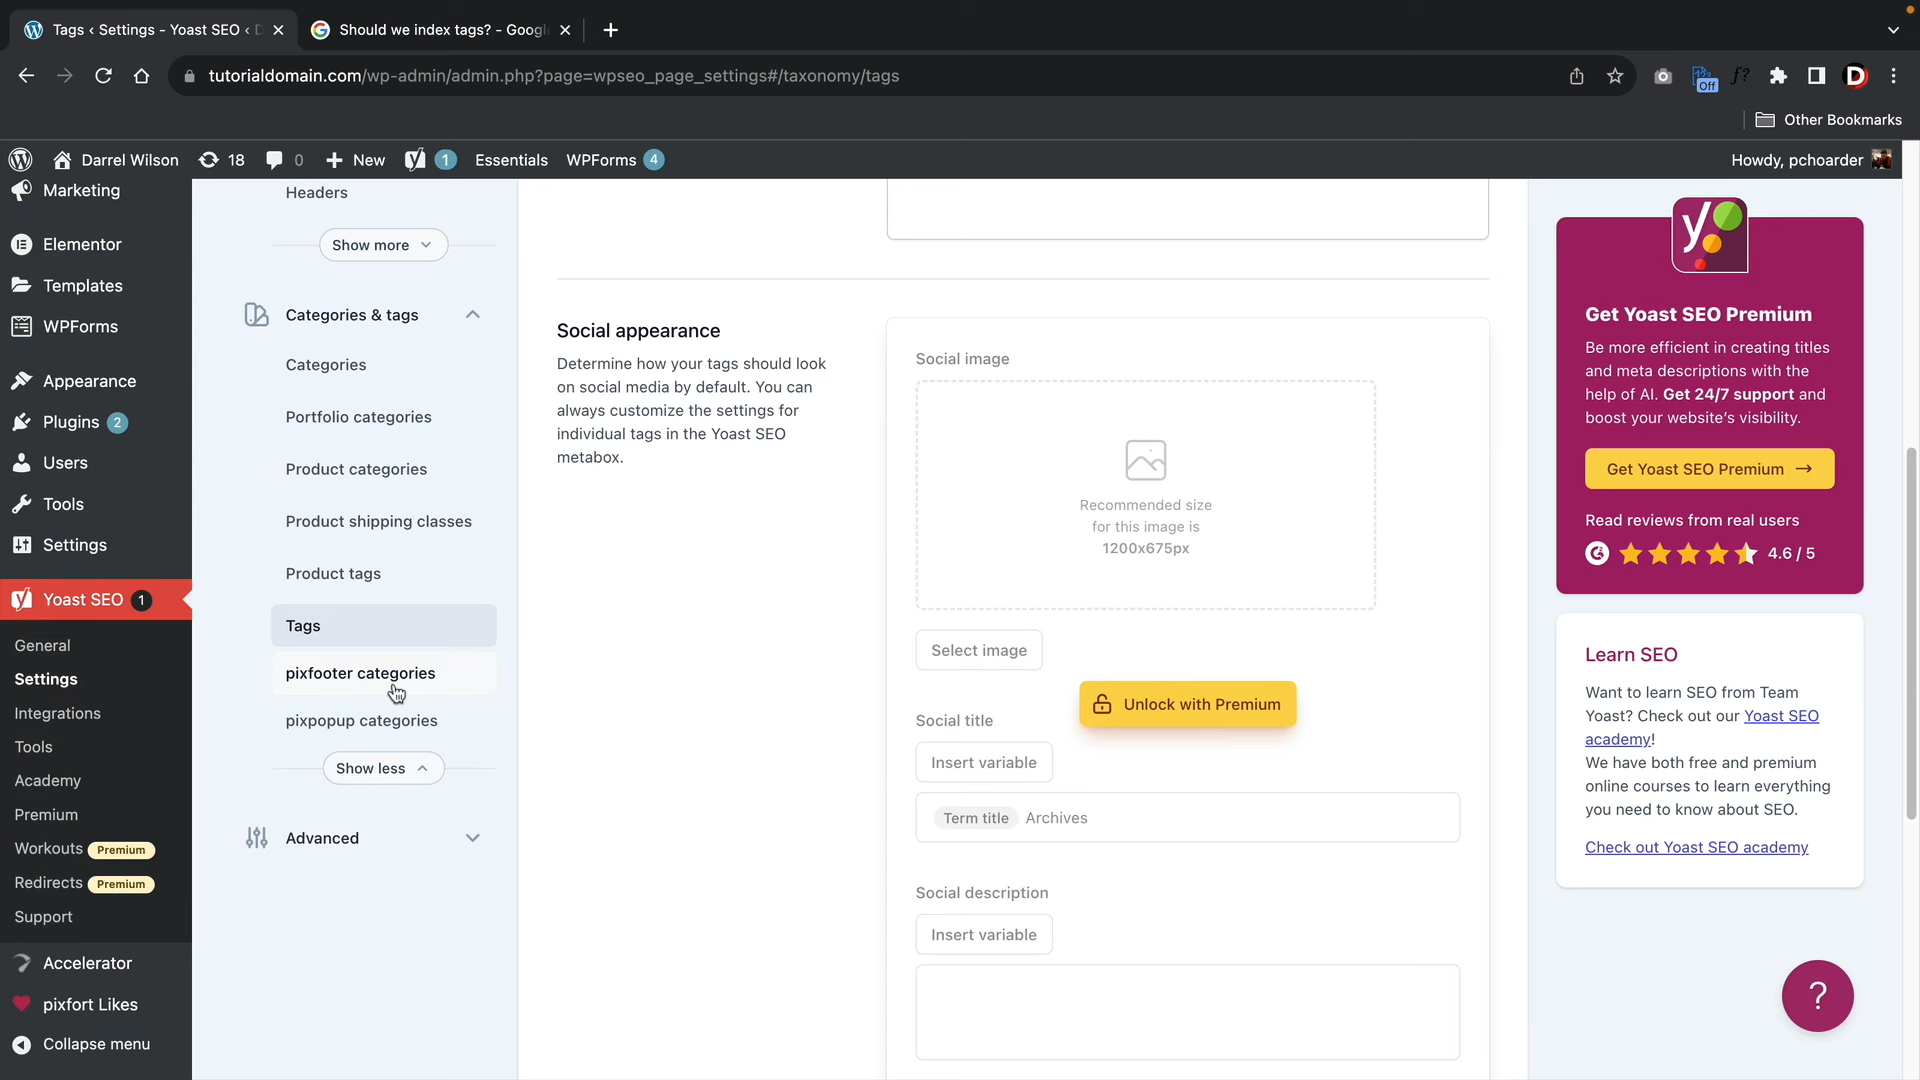 Tags ‹ Settings - Yoast SEO ‹ D
Should we index tags? - Googl
tutorialdomain.com/wp-admin/admin.php?page=wpseo_page_settings#/taxonomy/tags
Off
f?
D
Other Bookmarks
Darrel Wilson
18
0
New
1
Essentials
WPForms 4
Howdy, pchoarder
Marketing
Elementor
Templates
WPForms
Appearance
Plugins 2
Users
Tools
Settings
Yoast SEO 1
General
Settings
Integrations
Tools
Academy
Premium
Workouts Premium
Redirects Premium
Support
Accelerator
pixfort Likes
Collapse menu
Headers
Show more
Categories & tags
Categories
Portfolio categories
Product categories
Product shipping classes
Product tags
Tags
pixfooter categories
pixpopup categories
Show less
Advanced
Social appearance
Determine how your tags should look
on social media by default. You can
always customize the settings for
individual tags in the Yoast SEO
metabox.
Social image
Recommended size
for this image is
1200x675px
Select image
Unlock with Premium
Social title
Insert variable
Term title Archives
Social description
Insert variable
y
Get Yoast SEO Premium
Be more efficient in creating titles
and meta descriptions with the
help of AI. Get 24/7 support and
boost your website's visibility.
Get Yoast SEO Premium →
Read reviews from real users
4.6 / 5
Learn SEO
Want to learn SEO from Team
Yoast? Check out our Yoast SEO
academy!
We have both free and premium
online courses to learn everything
you need to know about SEO.
Check out Yoast SEO academy
?